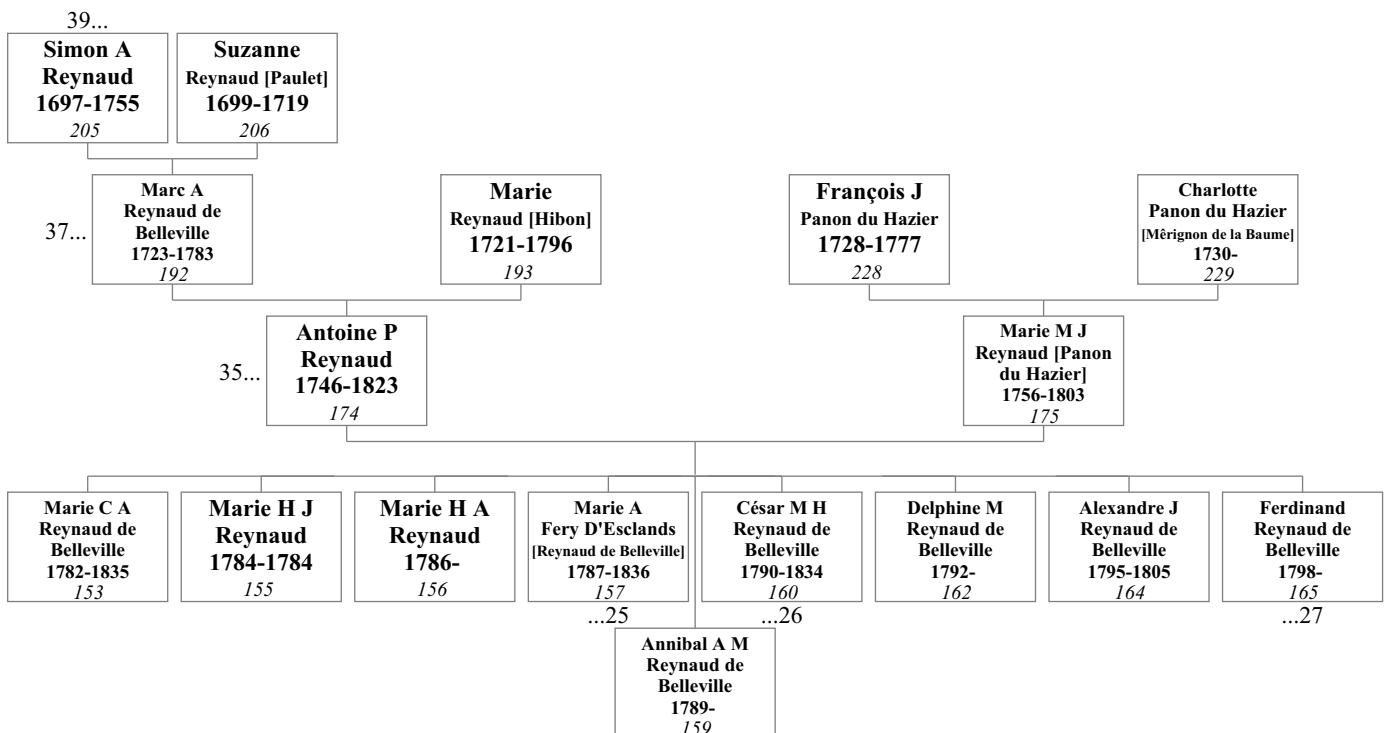 39...
Simon A
Reynaud
1697-1755
205
Suzanne
Reynaud [Paulet]
1699-1719
206
37...
Marc A
Reynaud de
Belleville
1723-1783
192
Marie
Reynaud [Hibon]
1721-1796
193
François J
Panon du Hazier
1728-1777
228
Charlotte
Panon du Hazier
[Mêrignon de la Baume]
1730-
229
35...
Antoine P
Reynaud
1746-1823
174
Marie M J
Reynaud [Panon
du Hazier]
1756-1803
175
Marie C A
Reynaud de
Belleville
1782-1835
153
Marie H J
Reynaud
1784-1784
155
Marie H A
Reynaud
1786-
156
Marie A
Fery D'Esclands
[Reynaud de Belleville]
1787-1836
157
...25
César M H
Reynaud de
Belleville
1790-1834
160
...26
Delphine M
Reynaud de
Belleville
1792-
162
Alexandre J
Reynaud de
Belleville
1795-1805
164
Ferdinand
Reynaud de
Belleville
1798-
165
...27
Annibal A M
Reynaud de
Belleville
1789-
159